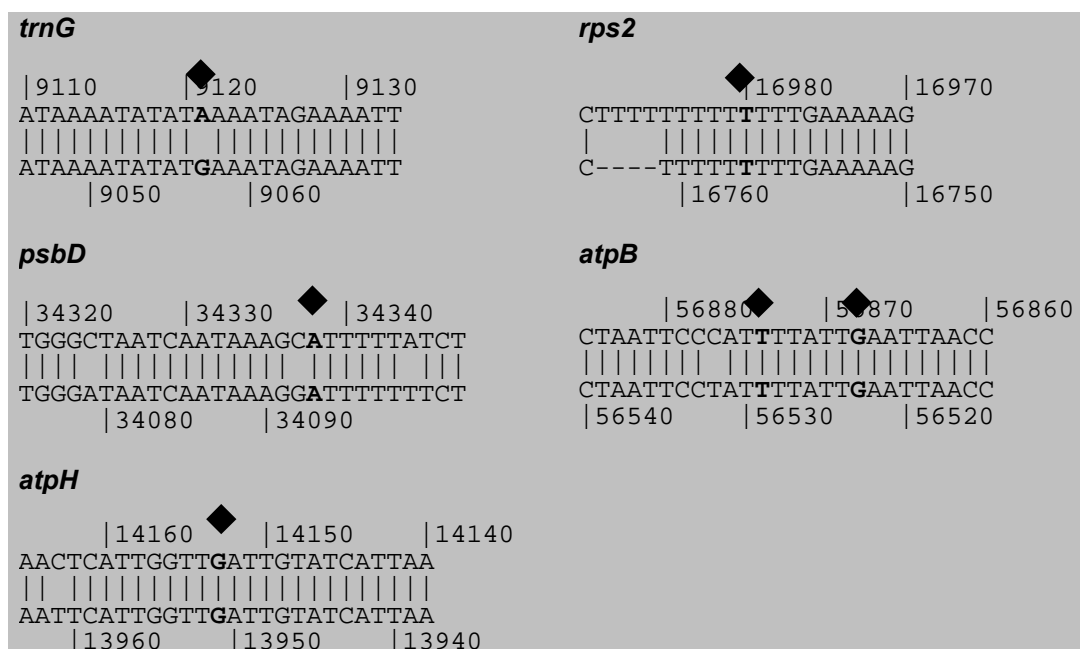 trnG
|9110 |9120 |9130
ATAAAATATATAAAATAGAAAATT
||||||||||| ||||||||||||
ATAAAATATATGAAATAGAAAATT
|9050 |9060
rps2
|16980 |16970
CTTTTTTTTTTTTTGAAAAAG
|    ||||||||||||||||
C----TTTTTTTTTGAAAAAG
|16760 |16750
psbD
|34320 |34330 |34340
TGGGCTAATCAATAAAGCATTTTTATCT
|||| |||||||||||| |||||| |||
TGGGATAATCAATAAAGGATTTTTTTCT
|34080 |34090
atpB
|56880 |56870 |56860
CTAATTCCCATTTTATTGAATTAACC
|||||||| |||||||||||||||||
CTAATTCCTATTTTATTGAATTAACC
|56540 |56530 |56520
atpH
|14160 |14150 |14140
AACTCATTGGTTGATTGTATCATTAA
|| |||||||||||||||||||||||
AATTCATTGGTTGATTGTATCATTAA
|13960 |13950 |13940